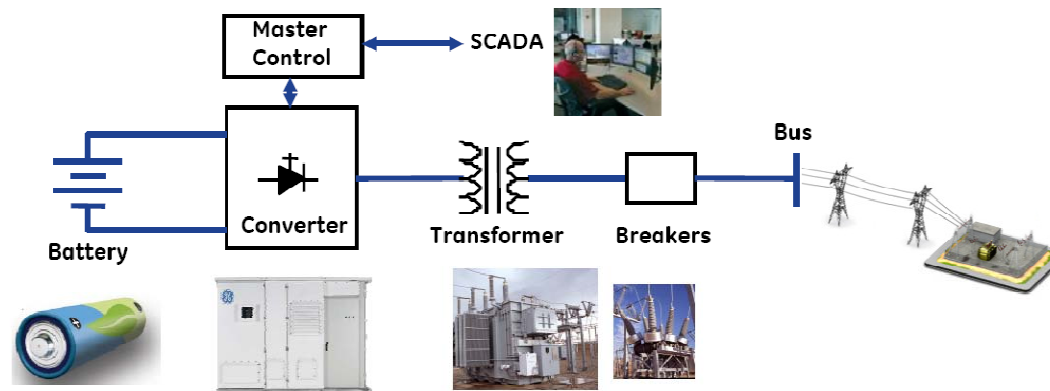 Master
Control
SCADA
Bus
Converter
Battery
Transformer
Breakers